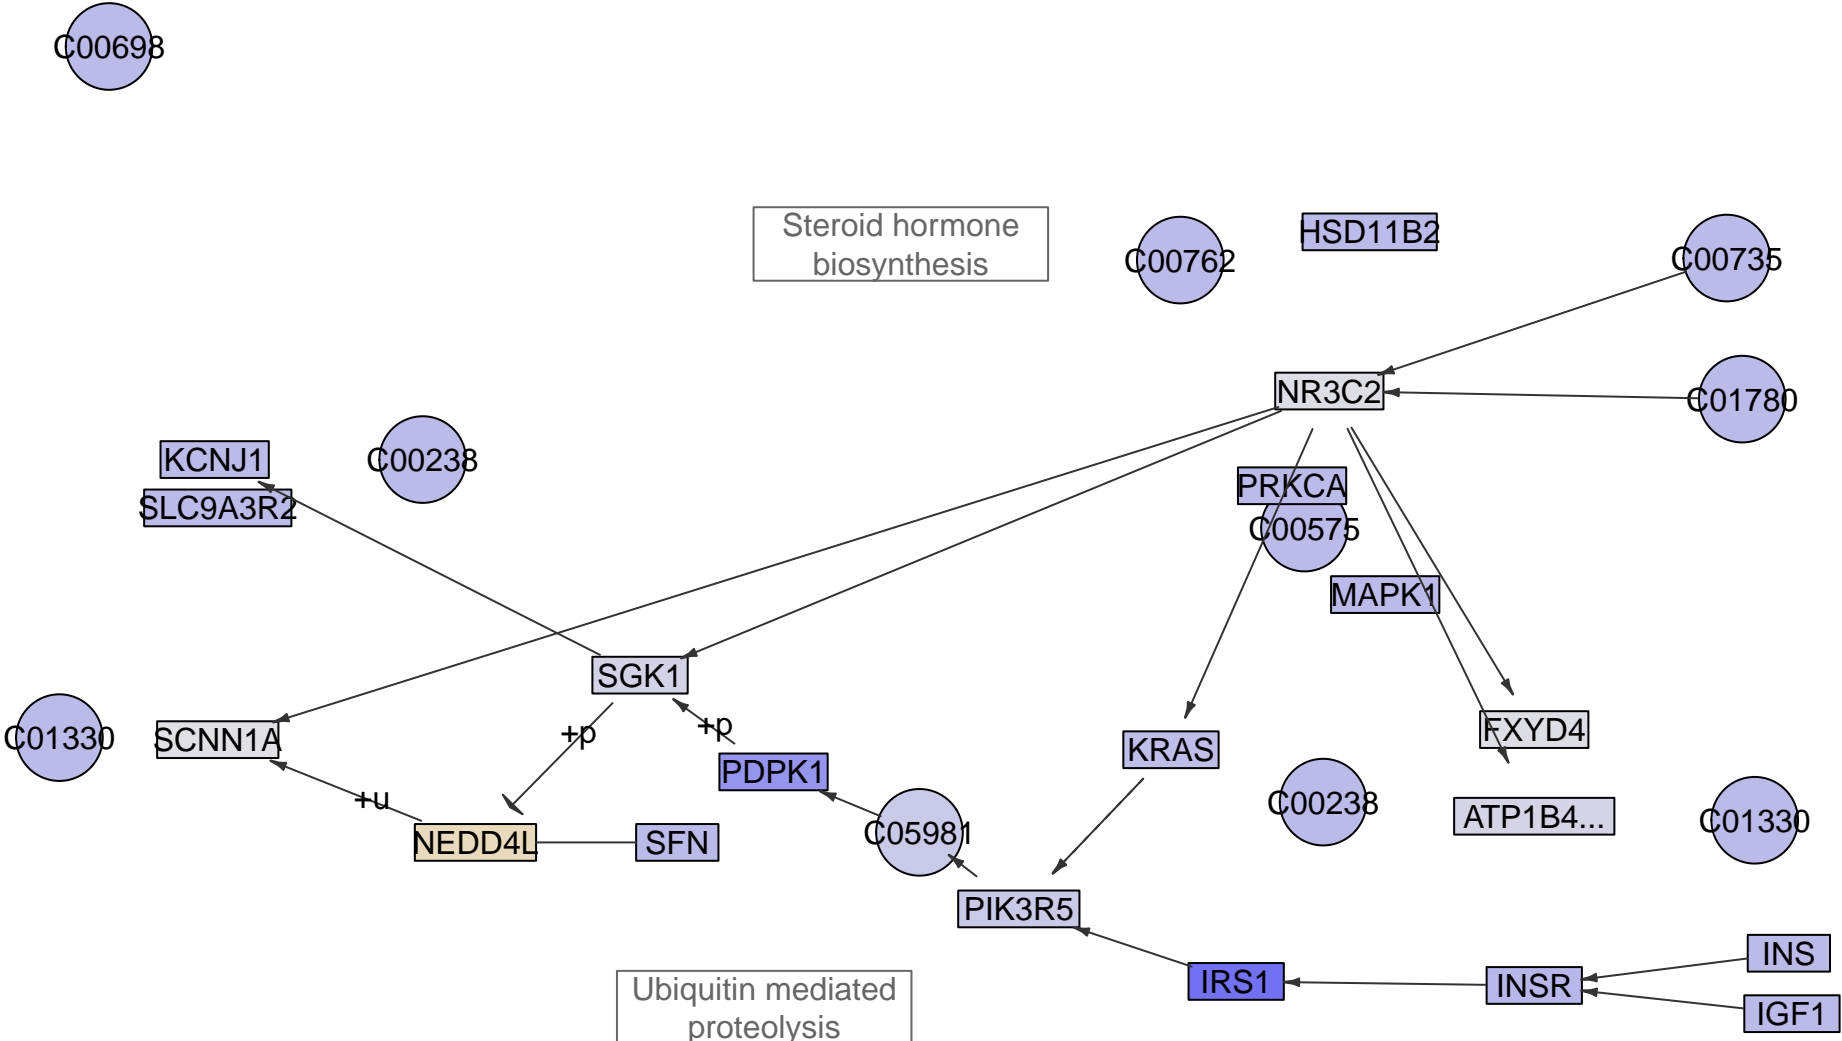 C00698
Steroid hormone
biosynthesis
C00762
HSD11B2
C00735
NR3C2
C01780
KCNJ1
C00238
SLC9A3R2
PRKCA
C00575
MAPK1
SGK1
C01330
SCNN1A
+p
+p
FXYD4
KRAS
PDPK1
+u
C00238
ATP1B4...
C01330
NEDD4L
SFN
C05981
PIK3R5
INS
IRS1
INSR
IGF1
Ubiquitin mediated
proteolysis